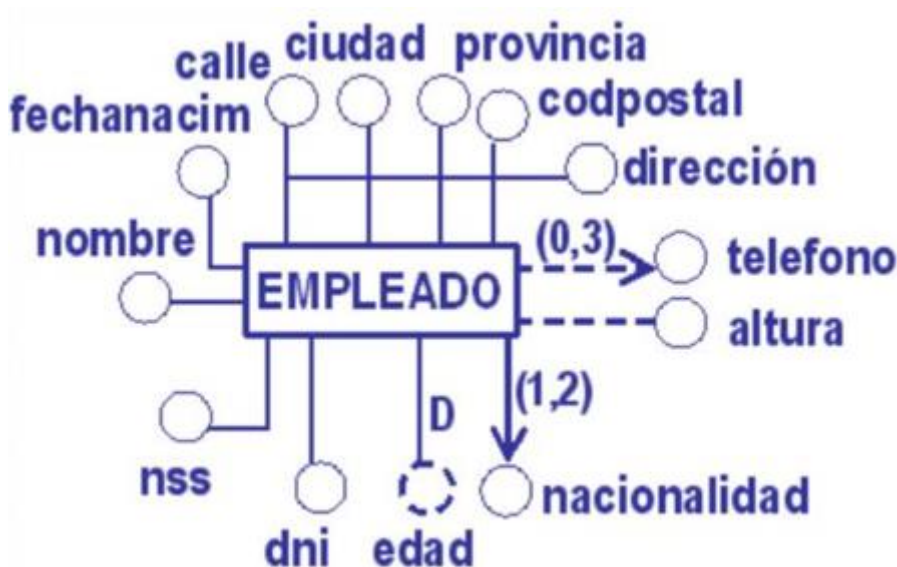 calle ciudad provincia
fechanacim codpostal
dirección
nombre (0,3) telefono
EMPLEADO
altura
(1,2)
D
nss nacionalidad
dni edad